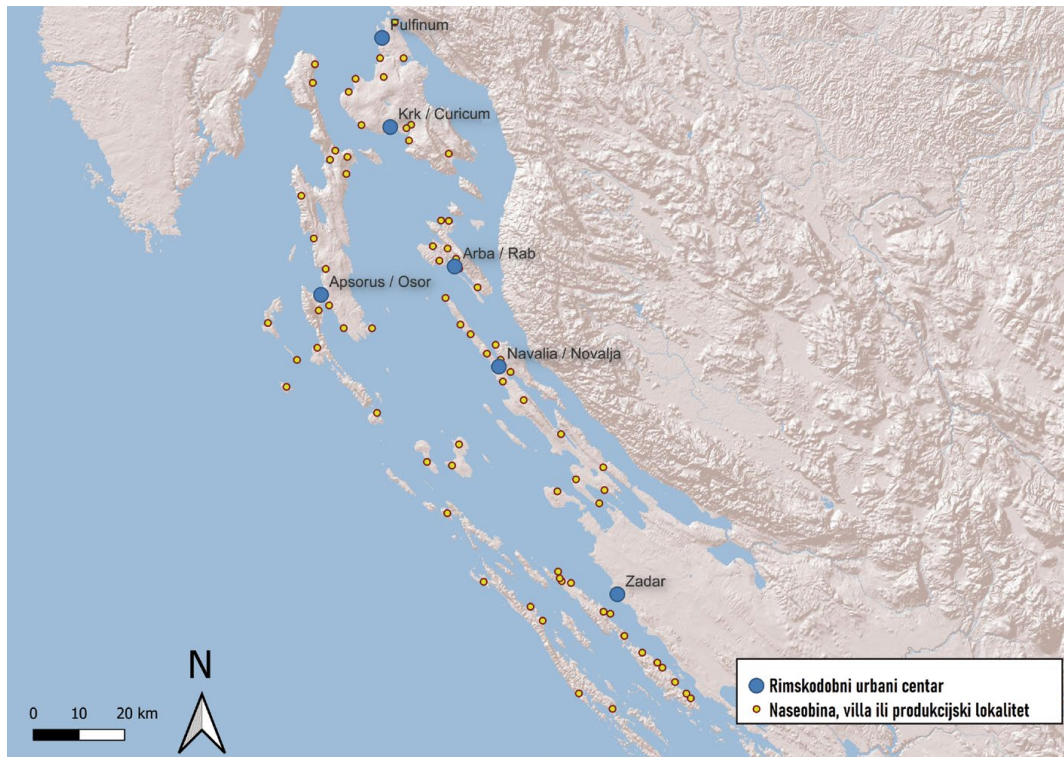 Fulfinum
Krk / Curicum
Arba / Rab
Apsorus / Osor
Navalia / Novalja
Zadar
N
0 10 20 km
Rimskodobni urbani centar
Naseobina, villa ili produkcijski lokalitet